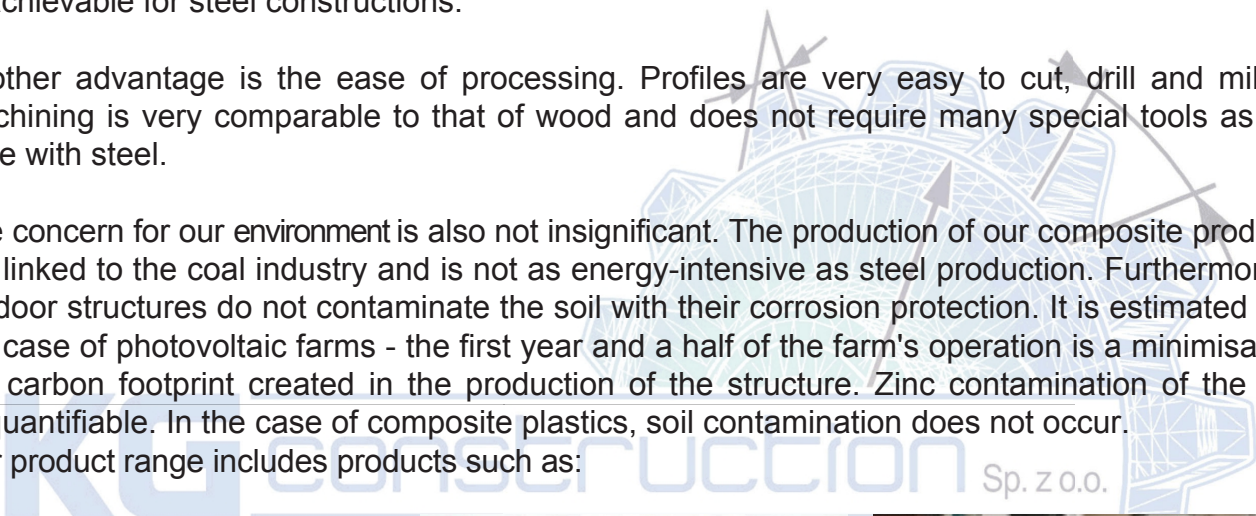 achievable for steel constructions.
other advantage is the ease of processing. Profiles are very easy to cut, drill and mil
chining is very comparable to that of wood and does not require many special tools as
e with steel.
e concern for our environment is also not insignificant. The production of our composite prod
linked to the coal industry and is not as energy-intensive as steel production. Furthermor
door structures do not contaminate the soil with their corrosion protection. It is estimated
case of photovoltaic farms - the first year and a half of the farm's operation is a minimisa
carbon footprint created in the production of the structure. Zinc contamination of the
quantifiable. In the case of composite plastics, soil contamination does not occur.
r product range includes products such as:
KG construction Sp. z o.o.